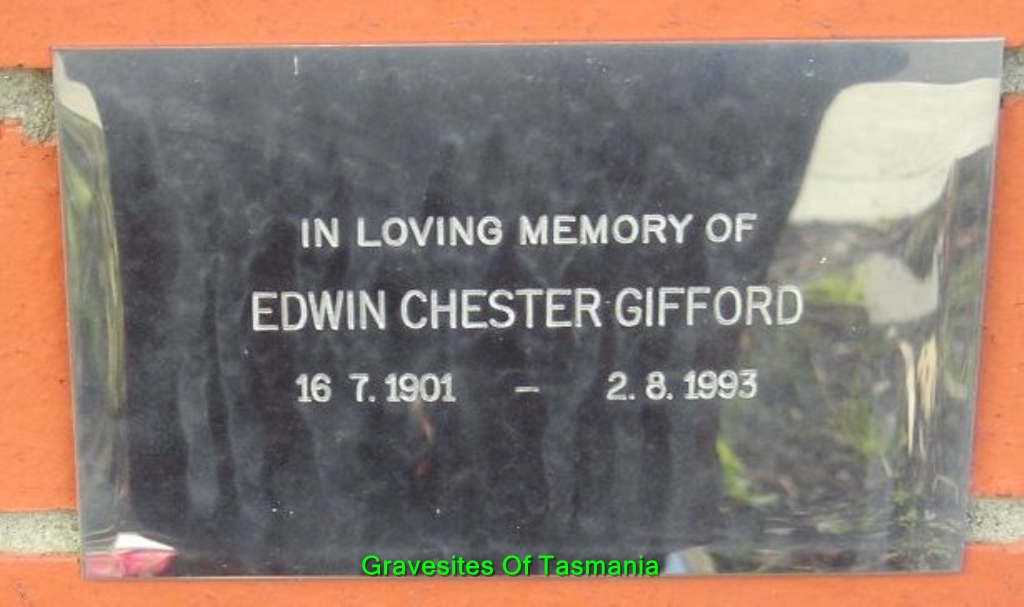 IN LOVING MEMORY OF
EDWIN CHESTER GIFFORD
16 7. 1901 – 2. 8. 1993
Gravesites Of Tasmania